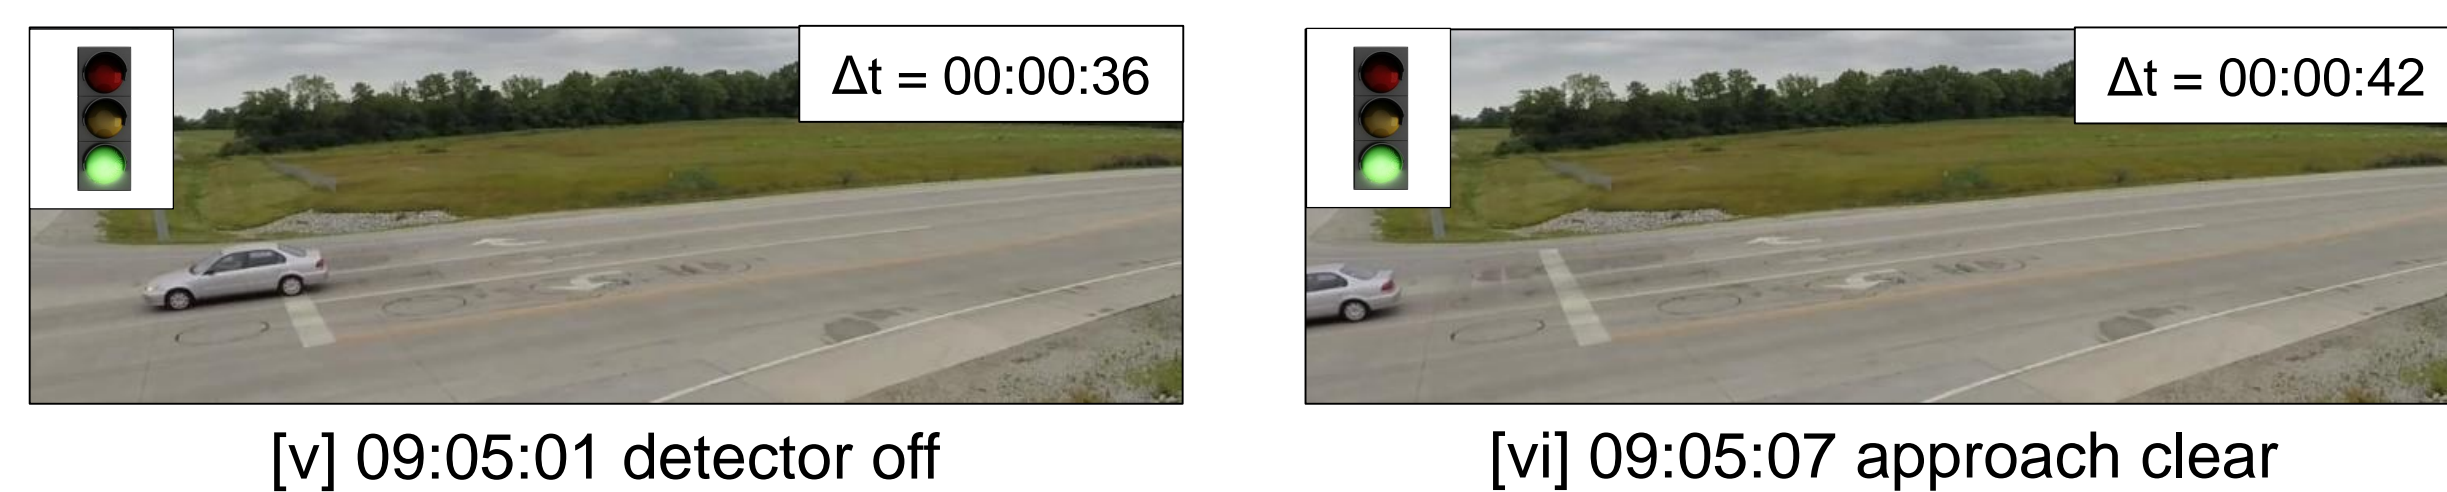 Δt = 00:00:36
Δt = 00:00:42
[v] 09:05:01 detector off
[vi] 09:05:07 approach clear